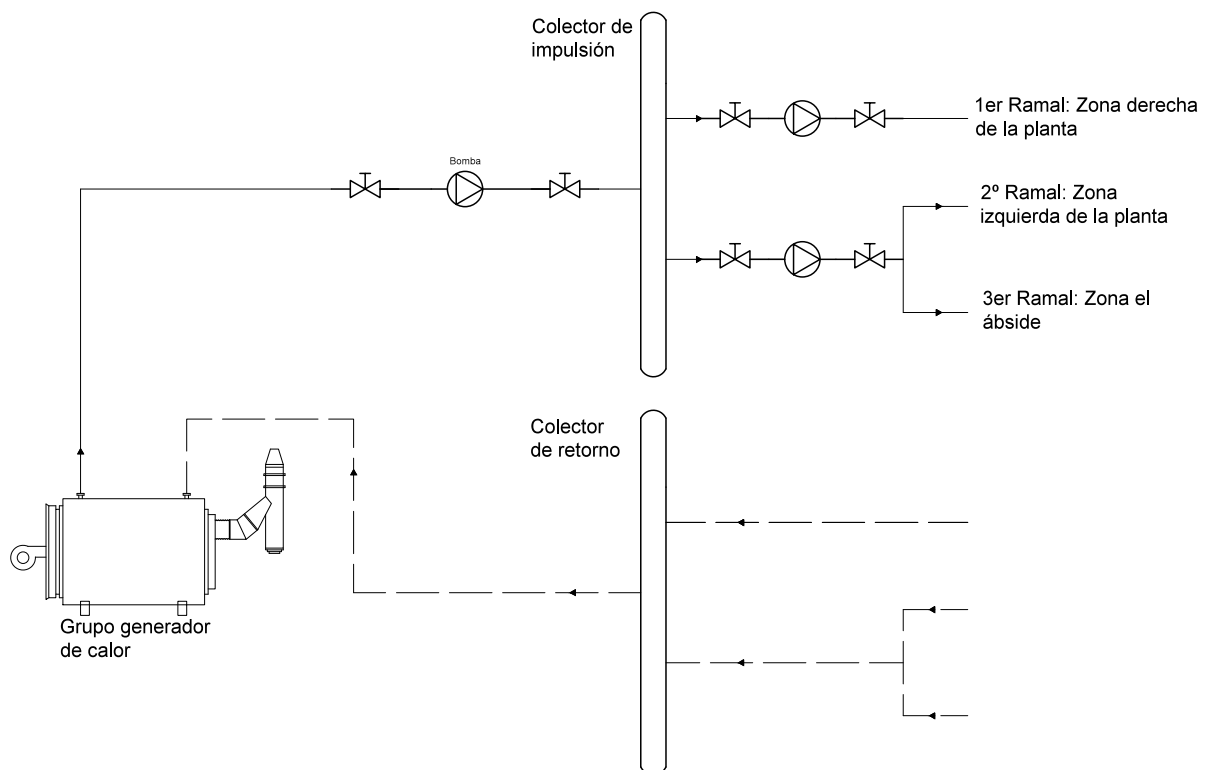 Colector de
impulsión
1er Ramal: Zona derecha
de la planta
Bomba
2º Ramal: Zona
izquierda de la planta
3er Ramal: Zona el
ábside
Colector
de retorno
Grupo generador
de calor